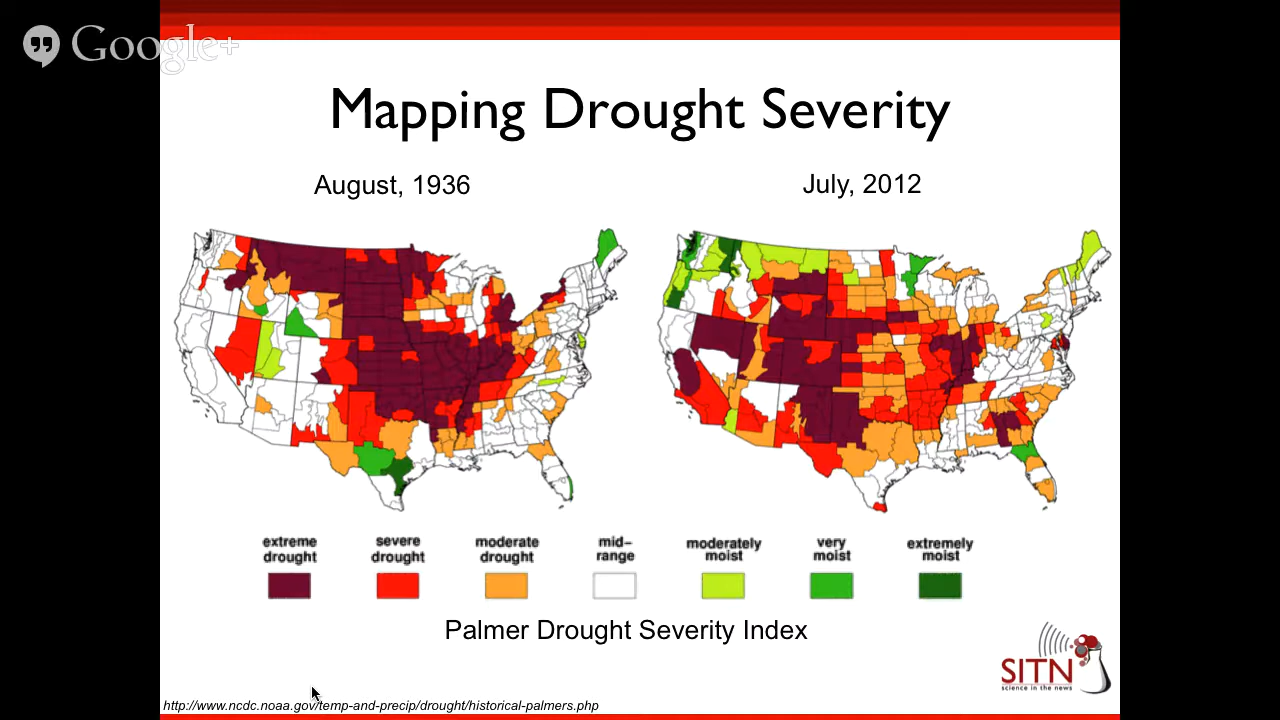 Google+
Mapping Drought Severity
August, 1936
July, 2012
extreme
drought
severe
drought
moderate
drought
mid–
range
moderately
moist
very
moist
extremely
moist
Palmer Drought Severity Index
SITN
science in the news
http://www.ncdc.noaa.gov/temp-and-precip/drought/historical-palmers.php